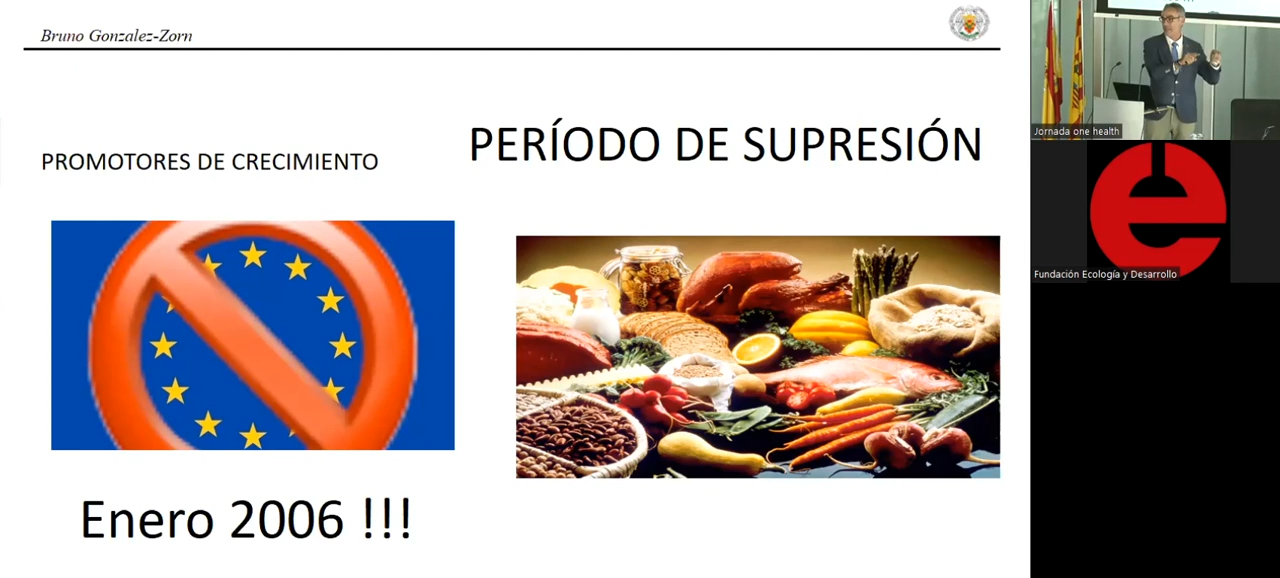 Bruno Gonzalez-Zorn
PROMOTORES DE CRECIMIENTO
PERÍODO DE SUPRESIÓN
Enero 2006 !!!
Jornada one health
Fundación Ecología y Desarrollo